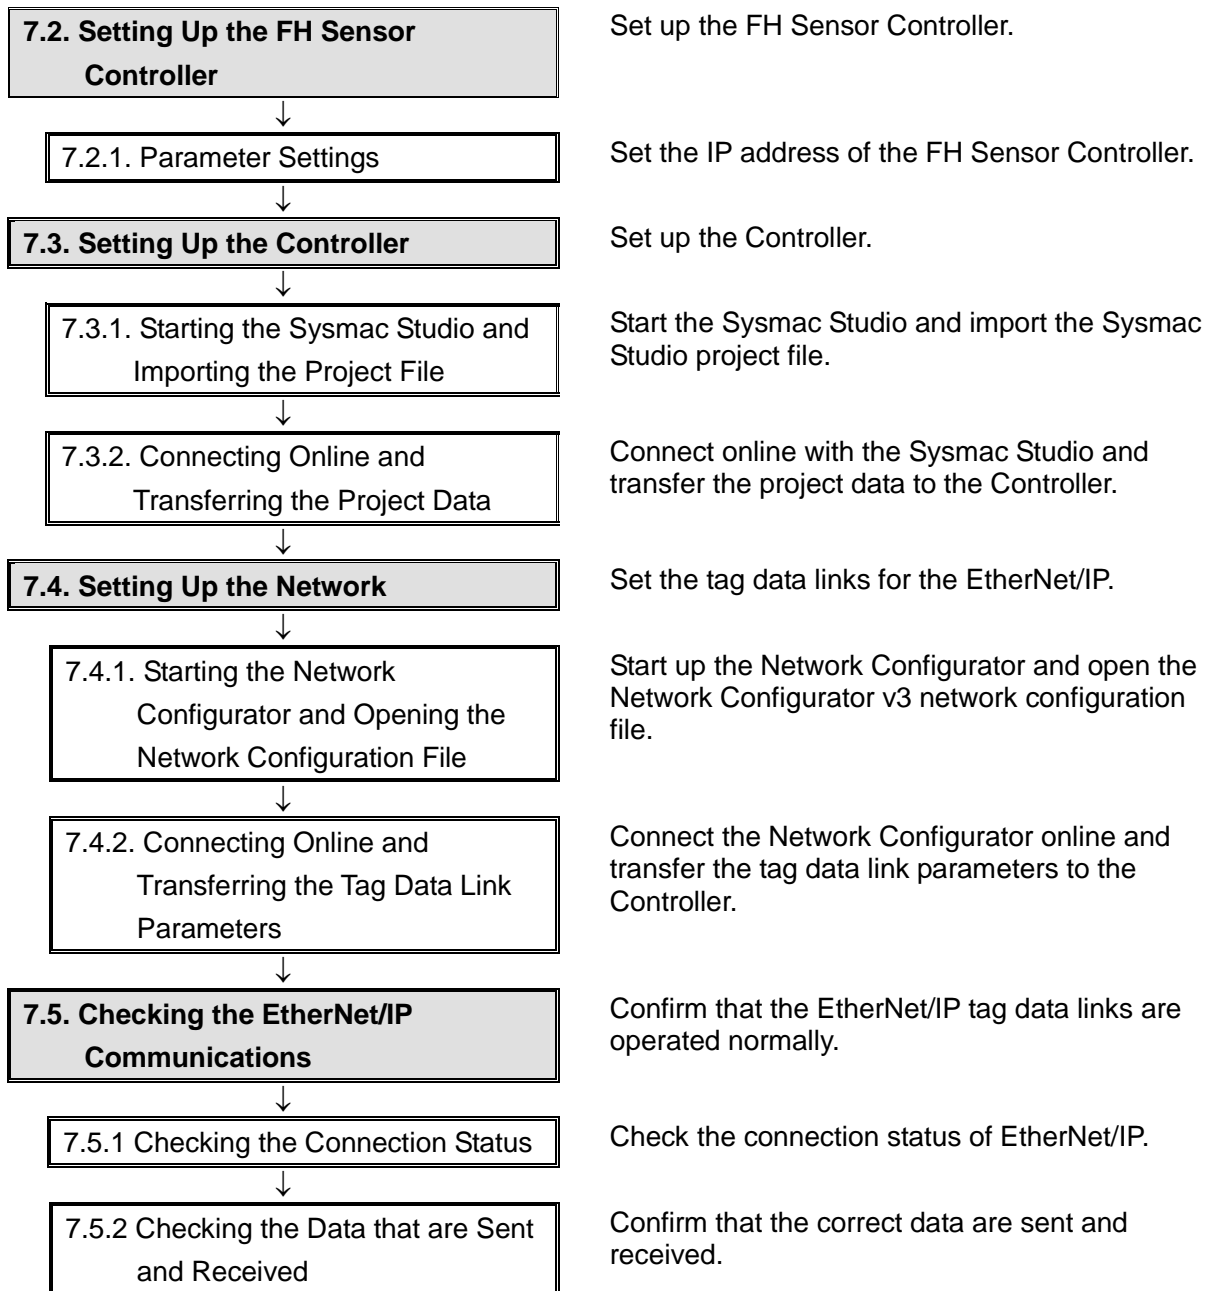 7.2. Setting Up the FH Sensor
Controller
Set up the FH Sensor Controller.
↓
7.2.1. Parameter Settings
Set the IP address of the FH Sensor Controller.
↓
7.3. Setting Up the Controller
Set up the Controller.
↓
7.3.1. Starting the Sysmac Studio and
Importing the Project File
Start the Sysmac Studio and import the Sysmac
Studio project file.
↓
7.3.2. Connecting Online and
Transferring the Project Data
Connect online with the Sysmac Studio and
transfer the project data to the Controller.
↓
7.4. Setting Up the Network
Set the tag data links for the EtherNet/IP.
↓
7.4.1. Starting the Network
Configurator and Opening the
Network Configuration File
Start up the Network Configurator and open the
Network Configurator v3 network configuration
file.
↓
7.4.2. Connecting Online and
Transferring the Tag Data Link
Parameters
Connect the Network Configurator online and
transfer the tag data link parameters to the
Controller.
↓
7.5. Checking the EtherNet/IP
Communications
Confirm that the EtherNet/IP tag data links are
operated normally.
↓
7.5.1 Checking the Connection Status
Check the connection status of EtherNet/IP.
↓
7.5.2 Checking the Data that are Sent
and Received
Confirm that the correct data are sent and
received.